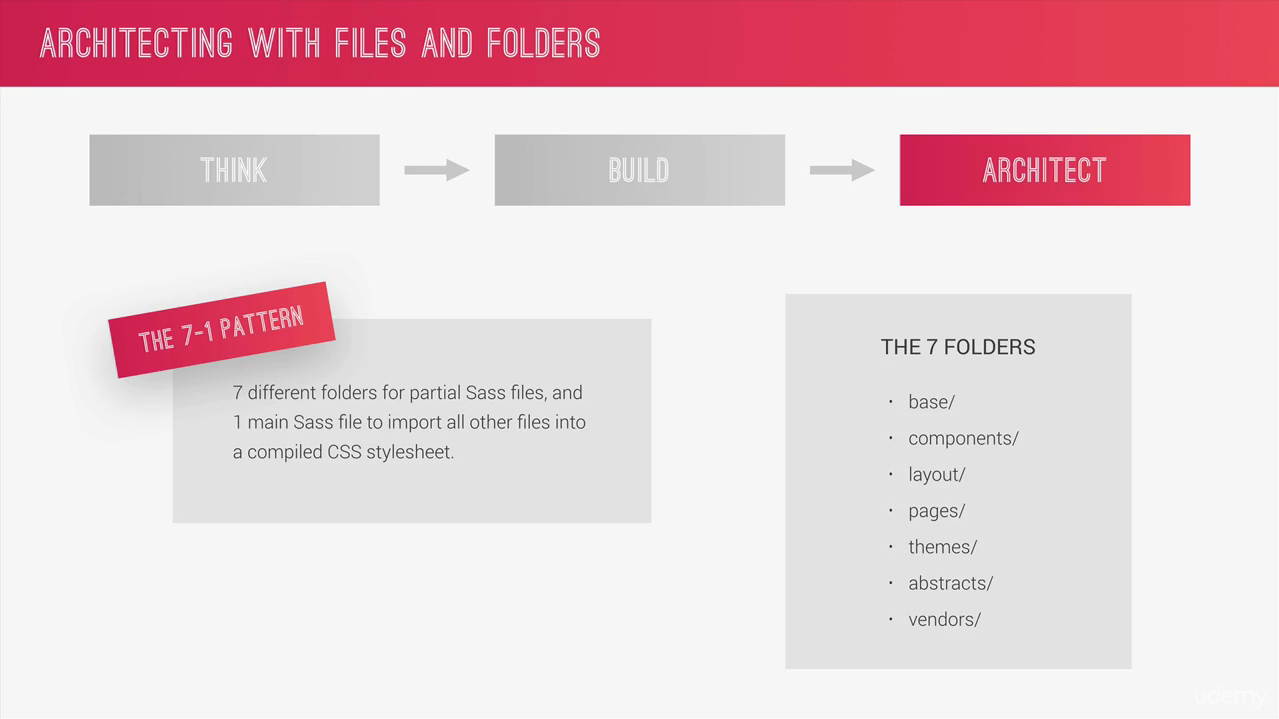 ARCHITECTING WITH FILES AND FOLDERS
THINK
BUILD
ARCHITECT
THE 7-1 PATTERN
7 different folders for partial Sass files, and
1 main Sass file to import all other files into
a compiled CSS stylesheet.
THE 7 FOLDERS
· base/
· components/
· layout/
· pages/
· themes/
· abstracts/
· vendors/
udemy